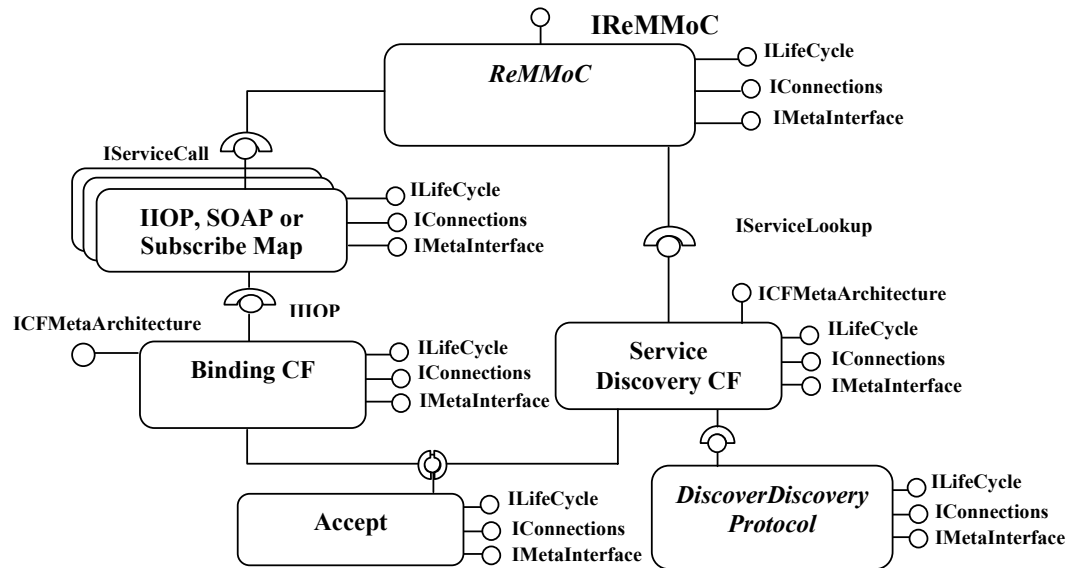 IReMMoC
ReMMoC
ILifeCycle
IConnections
IMetaInterface
IServiceCall
IIOP, SOAP or
Subscribe Map
ILifeCycle
IConnections
IMetaInterface
IServiceLookup
IIIOP
ICFMetaArchitecture
Binding CF
ILifeCycle
IConnections
IMetaInterface
ICFMetaArchitecture
Service
Discovery CF
ILifeCycle
IConnections
IMetaInterface
Accept
ILifeCycle
IConnections
IMetaInterface
DiscoverDiscovery
Protocol
ILifeCycle
IConnections
IMetaInterface